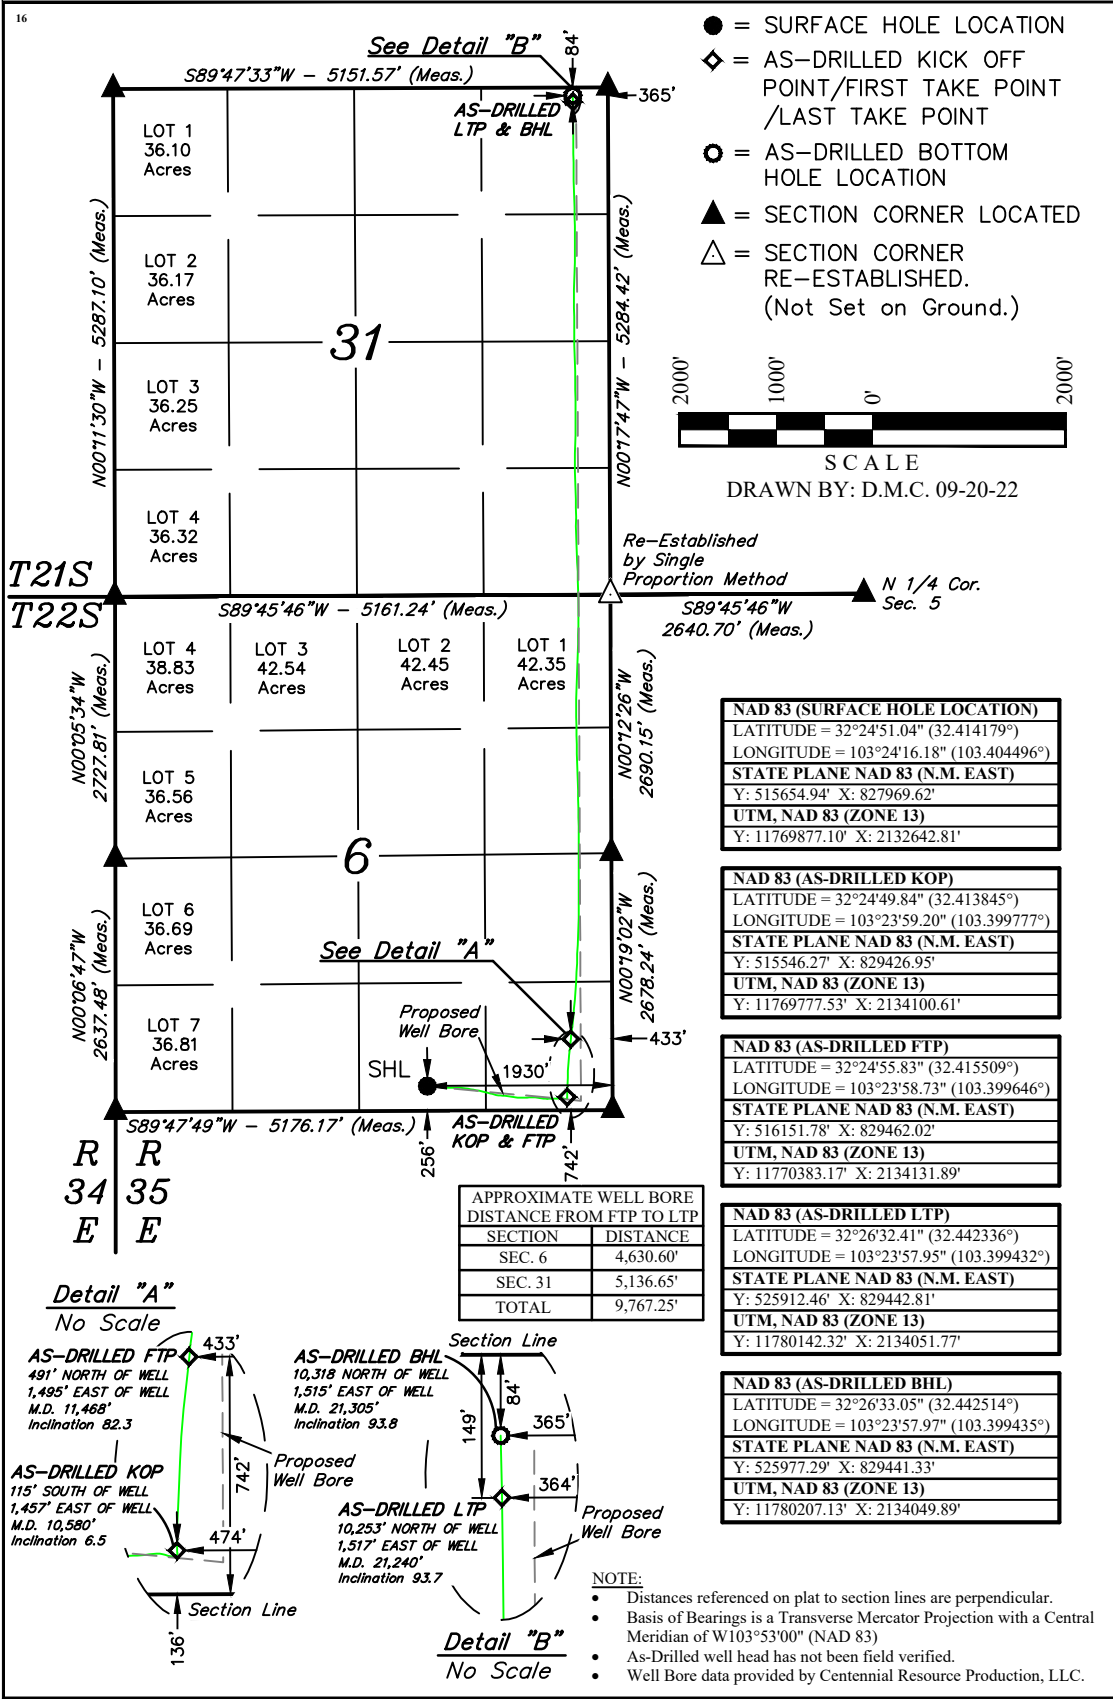 16
See Detail "B"
84'
S89°47'33"W - 5151.57' (Meas.)
365'
AS-DRILLED
LTP & BHL
LOT 1
36.10
Acres
LOT 2
36.17
Acres
LOT 3
36.25
Acres
LOT 4
36.32
Acres
31
N00°11'30"W - 5287.10' (Meas.)
N00°17'47"W - 5284.42' (Meas.)
= SURFACE HOLE LOCATION
= AS-DRILLED KICK OFF
POINT/FIRST TAKE POINT
/LAST TAKE POINT
= AS-DRILLED BOTTOM
HOLE LOCATION
= SECTION CORNER LOCATED
= SECTION CORNER
RE-ESTABLISHED.
(Not Set on Ground.)
2000' 1000' 0' 2000'
SCALE
DRAWN BY: D.M.C. 09-20-22
Re-Established
by Single
Proportion Method
N 1/4 Cor.
Sec. 5
T21S
T22S
S89°45'46"W - 5161.24' (Meas.)
S89°45'46"W
2640.70' (Meas.)
LOT 4
38.83
Acres
LOT 3
42.54
Acres
LOT 2
42.45
Acres
LOT 1
42.35
Acres
LOT 5
36.56
Acres
LOT 6
36.69
Acres
LOT 7
36.81
Acres
6
N00°05'34"W
2727.81' (Meas.)
N00°06'47"W
2637.48' (Meas.)
N00°12'26"W
2690.15' (Meas.)
N00°19'02"W
2678.24' (Meas.)
See Detail "A"
Proposed
Well Bore
433'
SHL
1930'
S89°47'49"W - 5176.17' (Meas.)
AS-DRILLED
KOP & FTP
256'
742'
R R
34 35
E E
NAD 83 (SURFACE HOLE LOCATION)
LATITUDE = 32°24'51.04" (32.414179°)
LONGITUDE = 103°24'16.18" (103.404496°)
STATE PLANE NAD 83 (N.M. EAST)
Y: 515654.94' X: 827969.62'
UTM, NAD 83 (ZONE 13)
Y: 11769877.10' X: 2132642.81'
NAD 83 (AS-DRILLED KOP)
LATITUDE = 32°24'49.84" (32.413845°)
LONGITUDE = 103°23'59.20" (103.399777°)
STATE PLANE NAD 83 (N.M. EAST)
Y: 515546.27' X: 829426.95'
UTM, NAD 83 (ZONE 13)
Y: 11769777.53' X: 2134100.61'
NAD 83 (AS-DRILLED FTP)
LATITUDE = 32°24'55.83" (32.415509°)
LONGITUDE = 103°23'58.73" (103.399646°)
STATE PLANE NAD 83 (N.M. EAST)
Y: 516151.78' X: 829462.02'
UTM, NAD 83 (ZONE 13)
Y: 11770383.17' X: 2134131.89'
NAD 83 (AS-DRILLED LTP)
LATITUDE = 32°26'32.41" (32.442336°)
LONGITUDE = 103°23'57.95" (103.399432°)
STATE PLANE NAD 83 (N.M. EAST)
Y: 525912.46' X: 829442.81'
UTM, NAD 83 (ZONE 13)
Y: 11780142.32' X: 2134051.77'
NAD 83 (AS-DRILLED BHL)
LATITUDE = 32°26'33.05" (32.442514°)
LONGITUDE = 103°23'57.97" (103.399435°)
STATE PLANE NAD 83 (N.M. EAST)
Y: 525977.29' X: 829441.33'
UTM, NAD 83 (ZONE 13)
Y: 11780207.13' X: 2134049.89'
APPROXIMATE WELL BORE
DISTANCE FROM FTP TO LTP
SECTION DISTANCE
SEC. 6 4,630.60'
SEC. 31 5,136.65'
TOTAL 9,767.25'
Detail "A"
No Scale
AS-DRILLED FTP
491' NORTH OF WELL
1,495' EAST OF WELL
M.D. 11,468'
Inclination 82.3
433'
Proposed
Well Bore
742'
AS-DRILLED KOP
115' SOUTH OF WELL
1,457' EAST OF WELL
M.D. 10,580'
Inclination 6.5
474'
Section Line
136'
Section Line
AS-DRILLED BHL
10,318 NORTH OF WELL
1,515' EAST OF WELL
M.D. 21,305'
Inclination 93.8
149'
84'
365'
364'
AS-DRILLED LTP
10,253' NORTH OF WELL
1,517' EAST OF WELL
M.D. 21,240'
Inclination 93.7
Proposed
Well Bore
Detail "B"
No Scale
NOTE:
• Distances referenced on plat to section lines are perpendicular.
• Basis of Bearings is a Transverse Mercator Projection with a Central
Meridian of W103°53'00" (NAD 83)
• As-Drilled well head has not been field verified.
• Well Bore data provided by Centennial Resource Production, LLC.